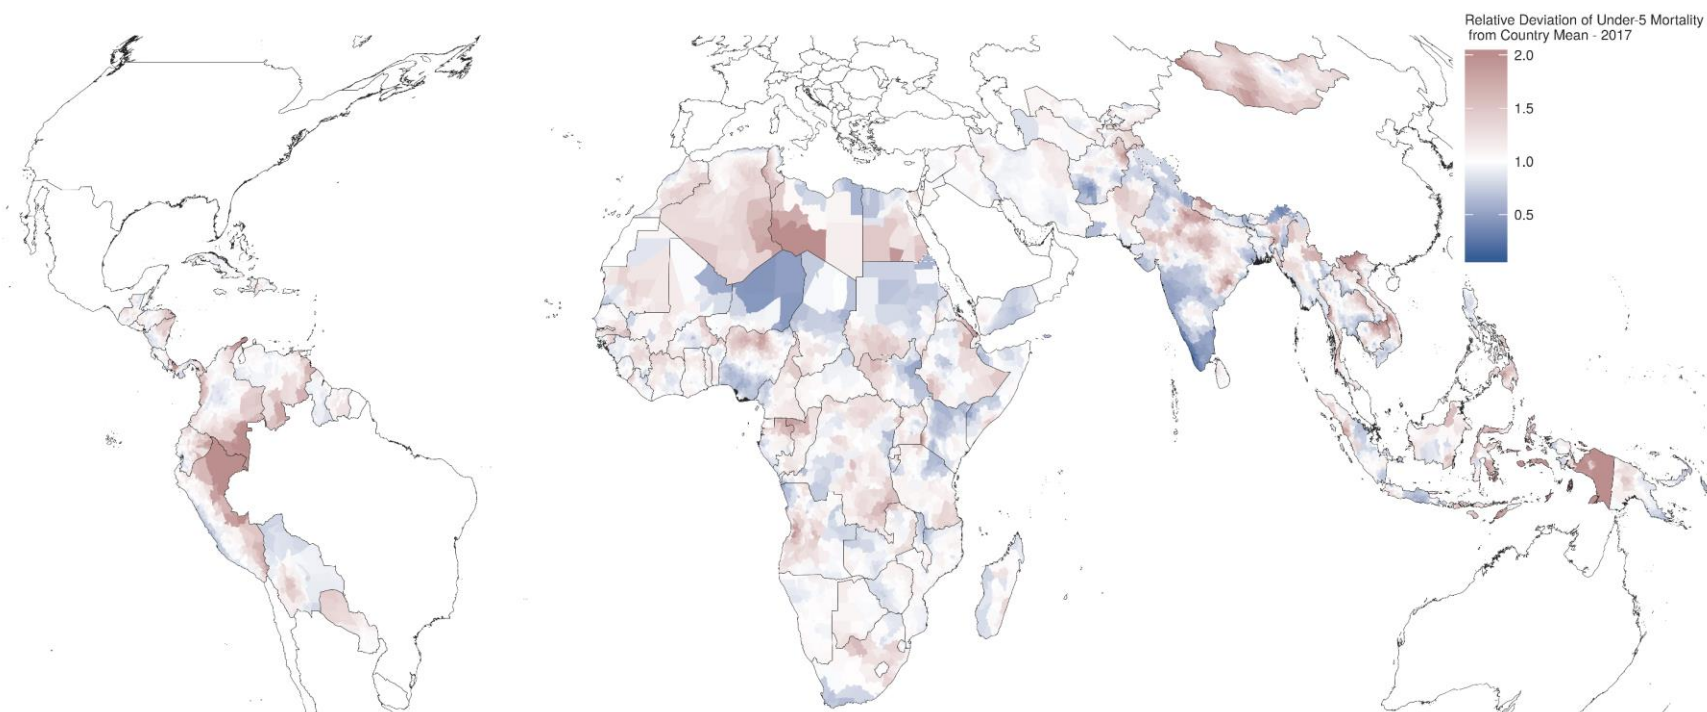 Relative Deviation of Under-5 Mortality
from Country Mean - 2017
2.0
1.5
1.0
0.5